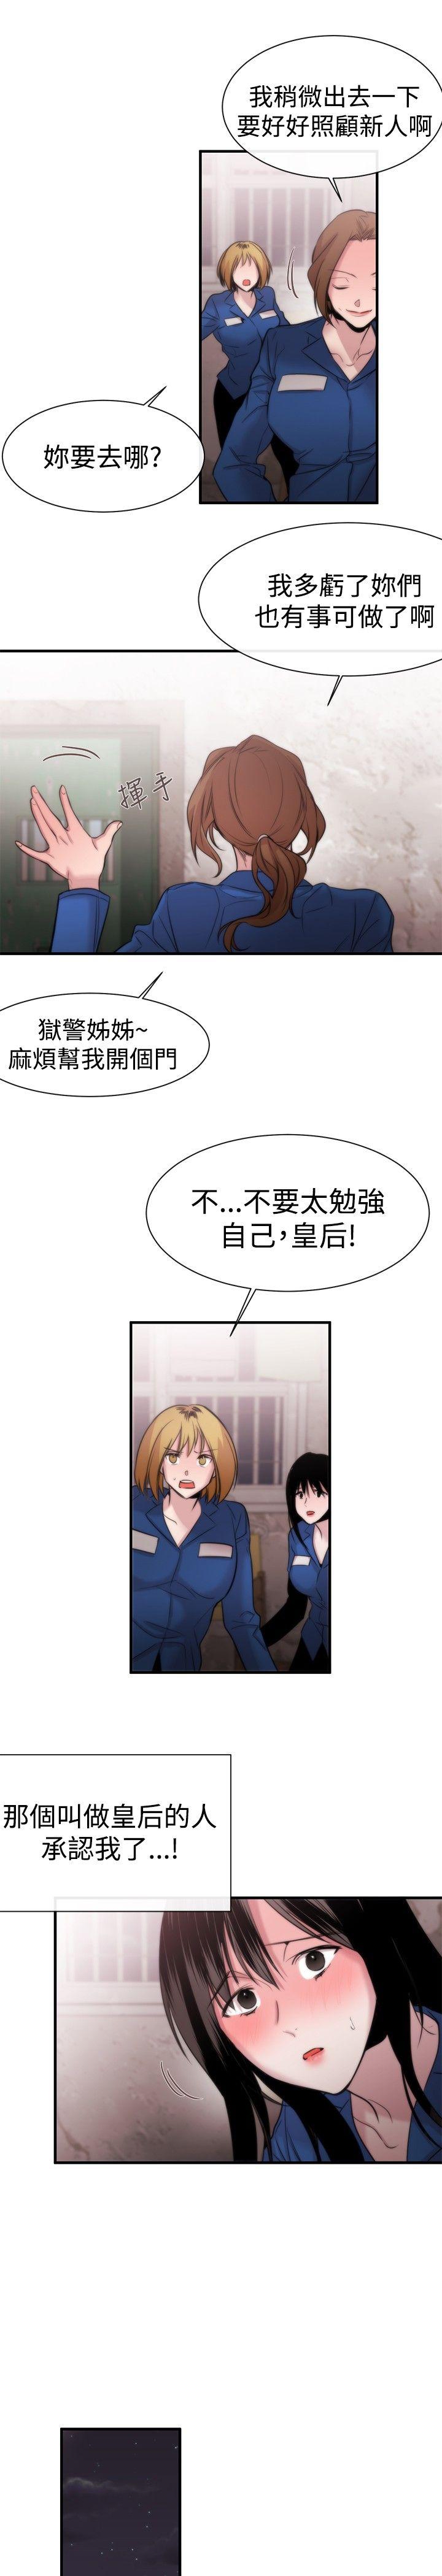 我稍微出去一下
要好好照顧新人啊
妳要去哪?
我多虧了妳們
也有事可做了啊
揮手
獄警姊姊~
麻煩幫我開個門
不...不要太勉強
自己,皇后!
那個叫做皇后的人
承認我了...!